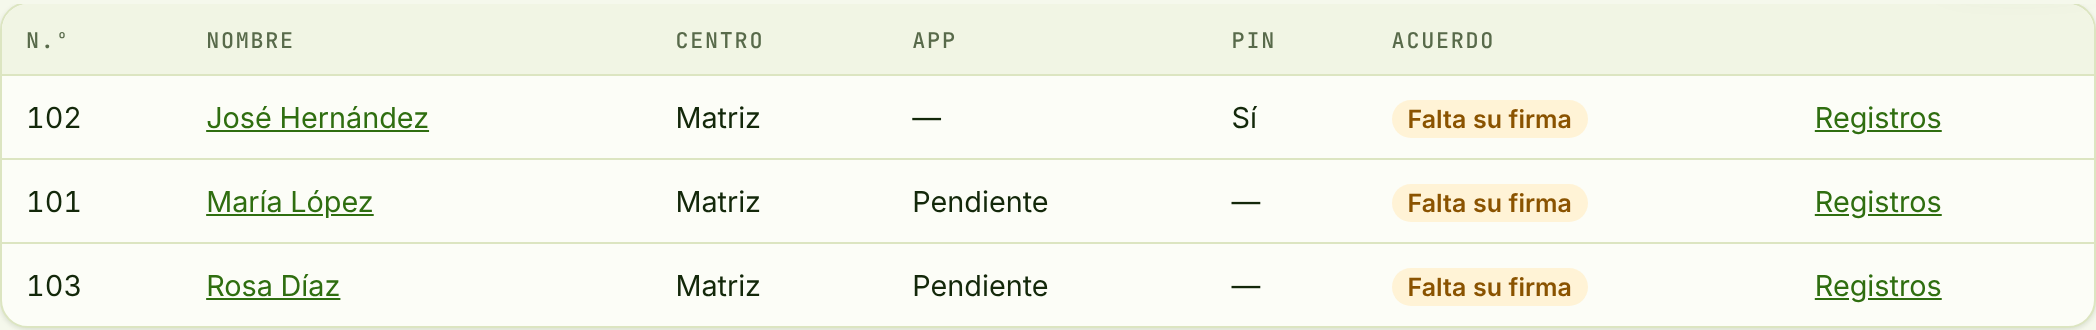 N.º NOMBRE CENTRO APP PIN ACUERDO
102 José Hernández Matriz — Sí Falta su firma Registros
101 María López Matriz Pendiente — Falta su firma Registros
103 Rosa Díaz Matriz Pendiente — Falta su firma Registros